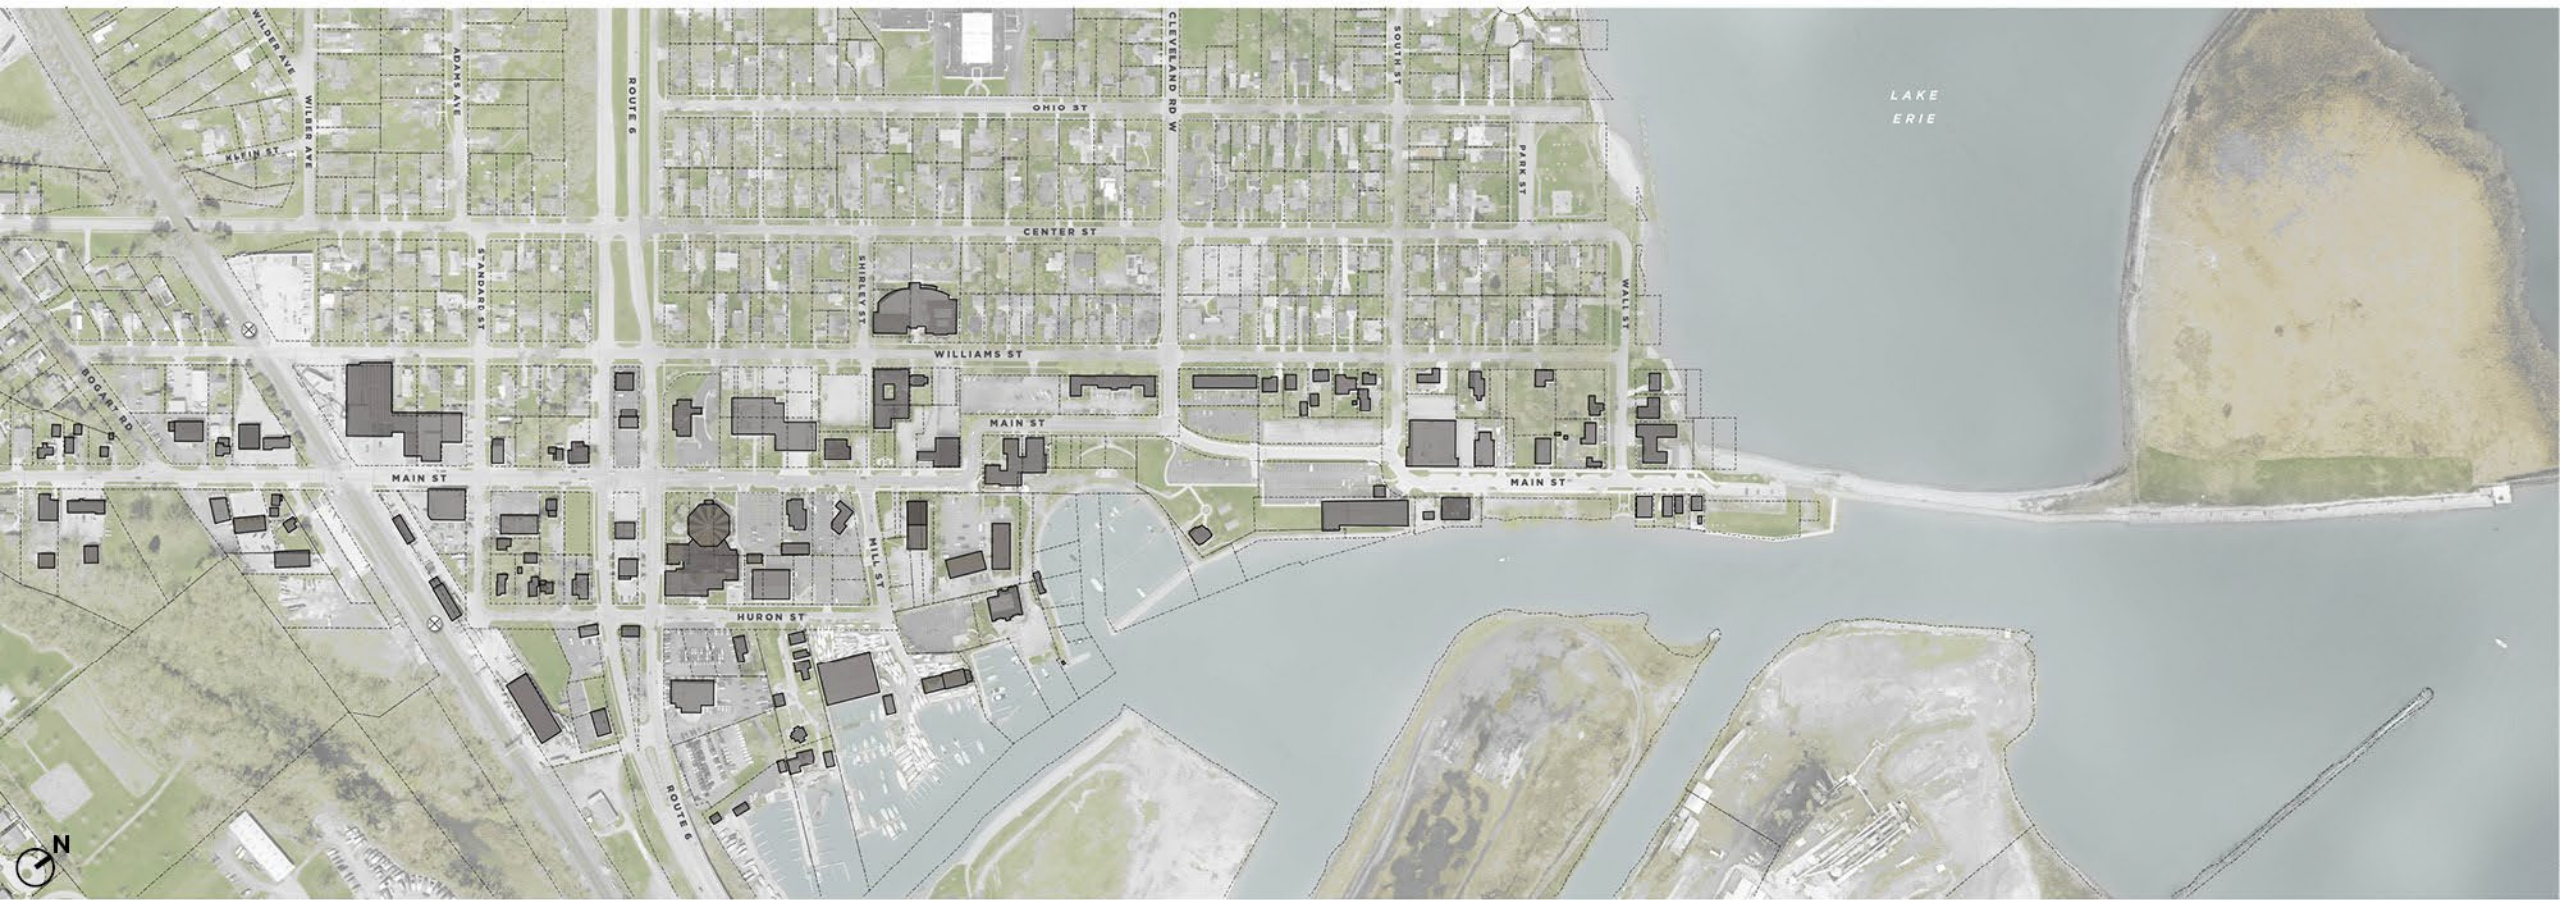 WILDER AVE
ADAMS AVE
WILBER AVE
KLEIN ST
ROUTE 6
OHIO ST
CLEVELAND RD W
SOUTH ST
PARK ST
LAKE
ERIE
CENTER ST
STANDARD ST
SHIRLEY ST
WALL ST
WILLIAMS ST
BOGART RD
MAIN ST
MAIN ST
MAIN ST
MILL ST
HURON ST
ROUTE 6
N